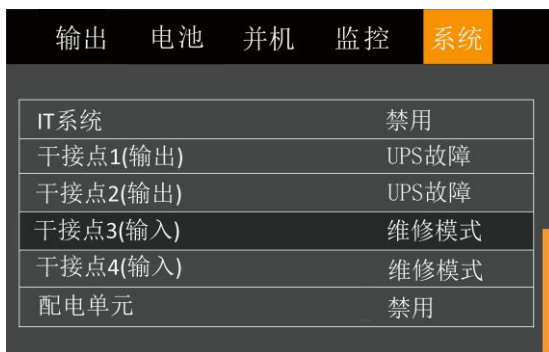 输出 电池 并机 监控 系统
IT系统 禁用
干接点1(输出) UPS故障
干接点2(输出) UPS故障
干接点3(输入) 维修模式
干接点4(输入) 维修模式
配电单元 禁用